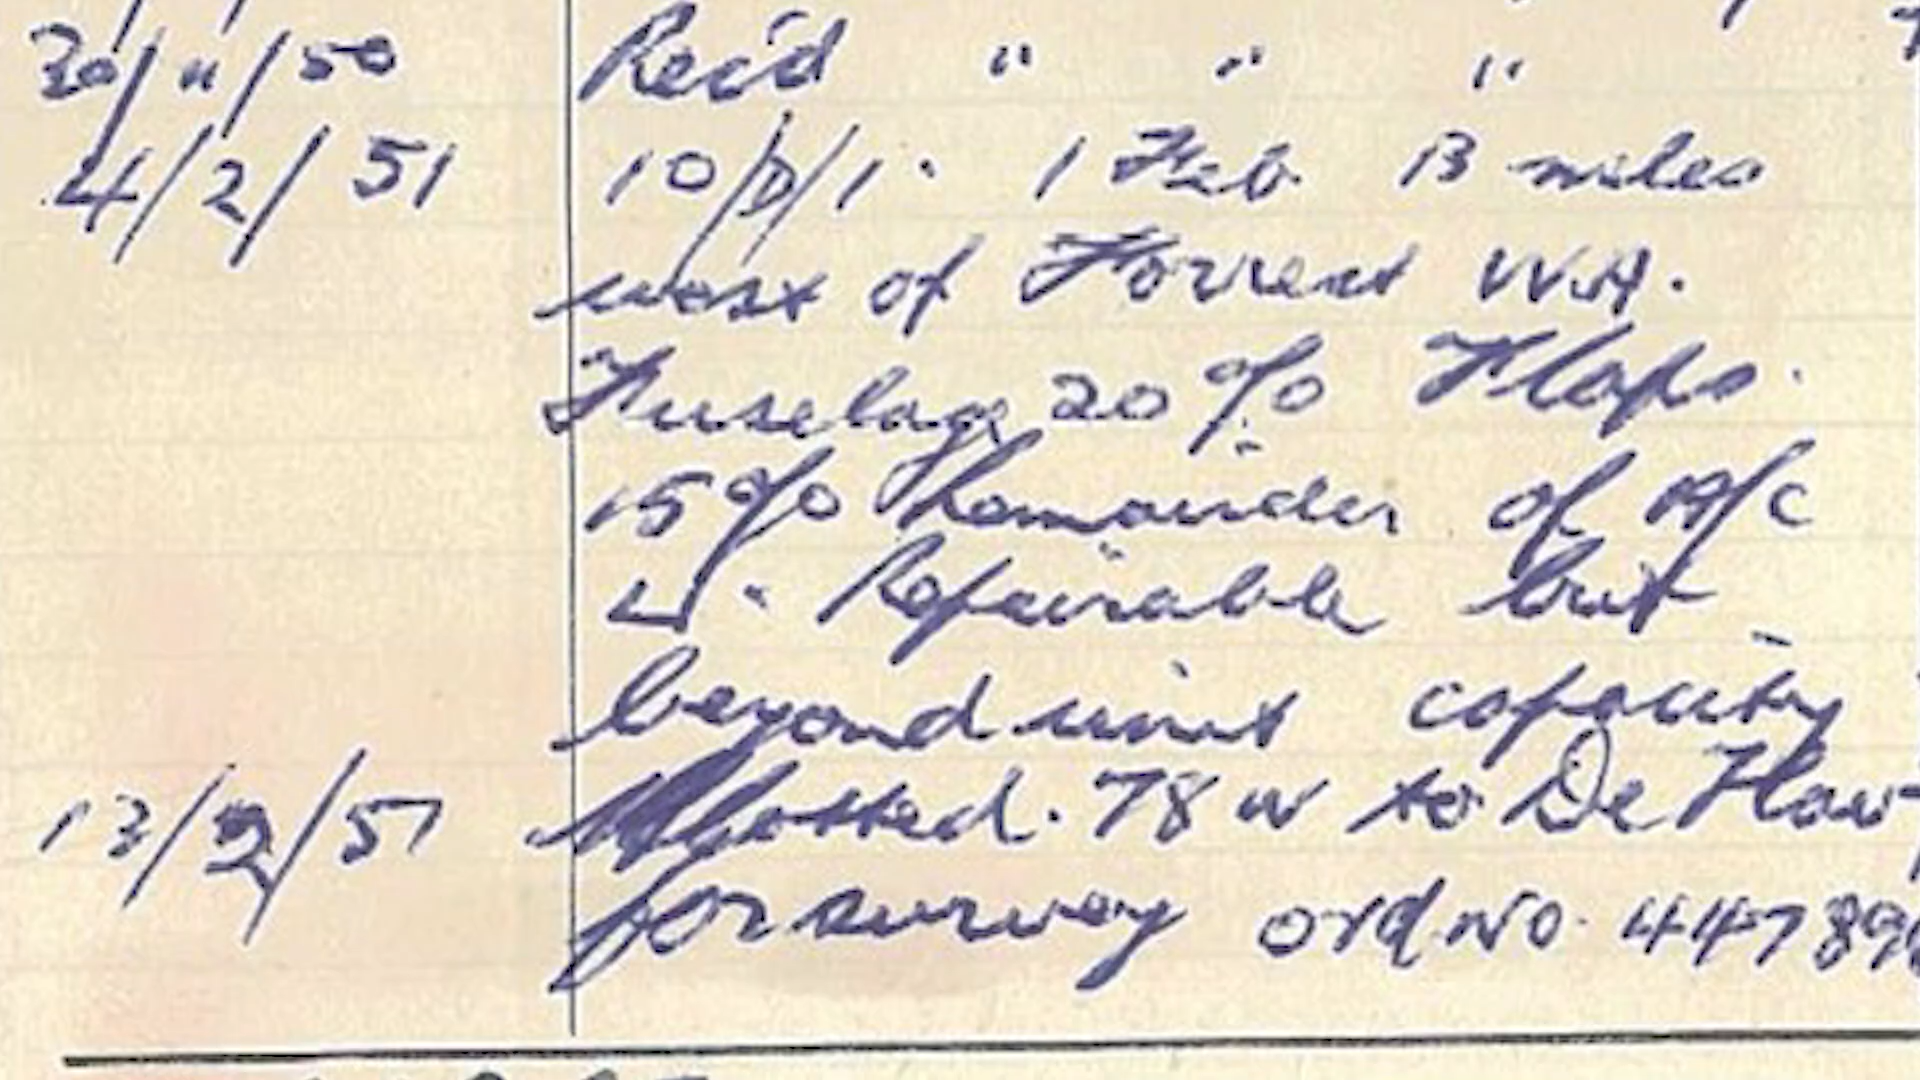 30/11/50 Rec'd " " "
4/2/51 10/D/1. 1 Feb 13 miles
west of Forrest W.A.
Fuselage 20% Flaps.
15% Remainder of A/C
U. Repairable but
beyond unit capacity
13/2/51 Allotted. 78 W to De Hav
for survey Ord. No. 44789